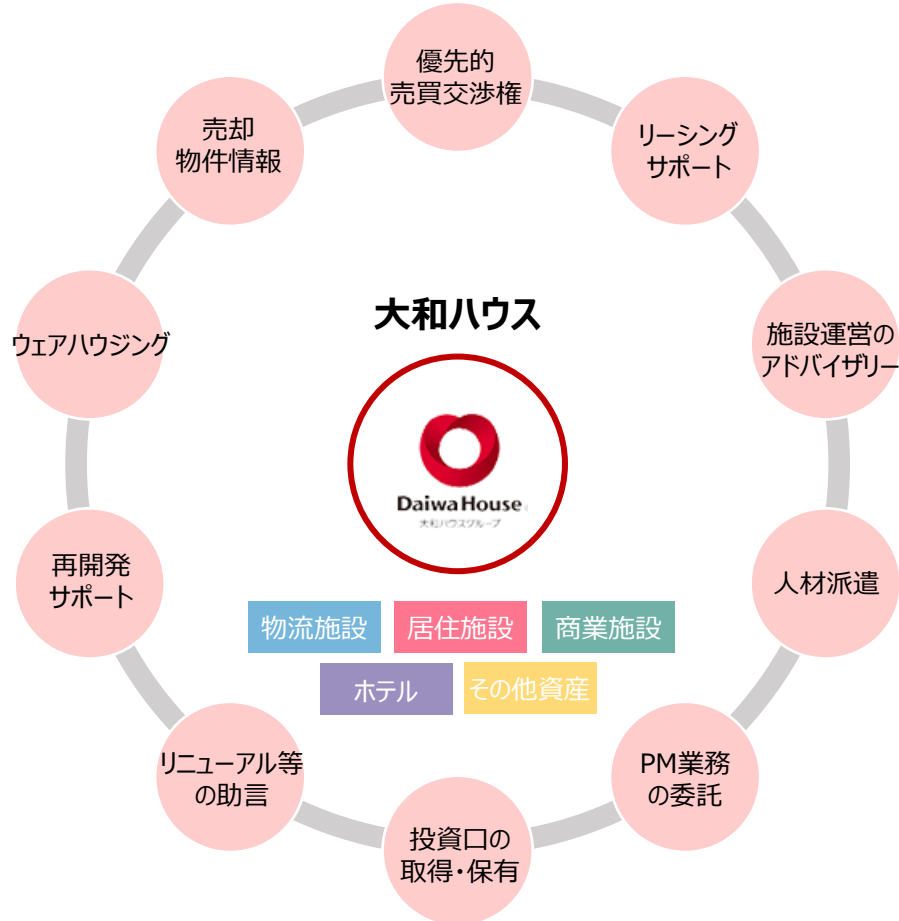 優先的
売買交渉権
リーシング
サポート
施設運営の
アドバイザリー
人材派遣
PM業務
の委託
投資口の
取得・保有
リニューアル等
の助言
再開発
サポート
ウェアハウジング
売却
物件情報
大和ハウス
Daiwa House
大和ハウスグループ
物流施設
居住施設
商業施設
ホテル
その他資産